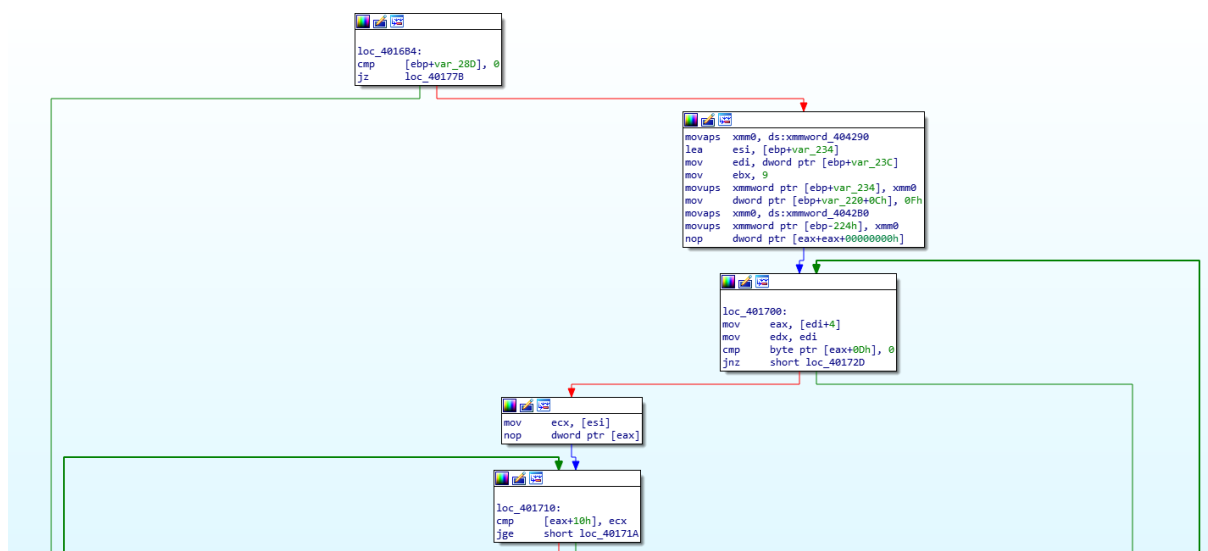 loc_4016B4:
cmp [ebp+var_28D], 0
jz loc_40177B
movaps xmm0, ds:xmmword_404290
lea esi, [ebp+var_234]
mov edi, dword ptr [ebp+var_23C]
mov ebx, 9
movups xmmword ptr [ebp+var_234], xmm0
mov dword ptr [ebp+var_220+0Ch], 0Fh
movaps xmm0, ds:xmmword_4042B0
movups xmmword ptr [ebp-224h], xmm0
nop dword ptr [eax+eax+00000000h]
loc_401700:
mov eax, [edi+4]
mov edx, edi
cmp byte ptr [eax+0Dh], 0
jnz short loc_40172D
mov ecx, [esi]
nop dword ptr [eax]
loc_401710:
cmp [eax+10h], ecx
jge short loc_40171A